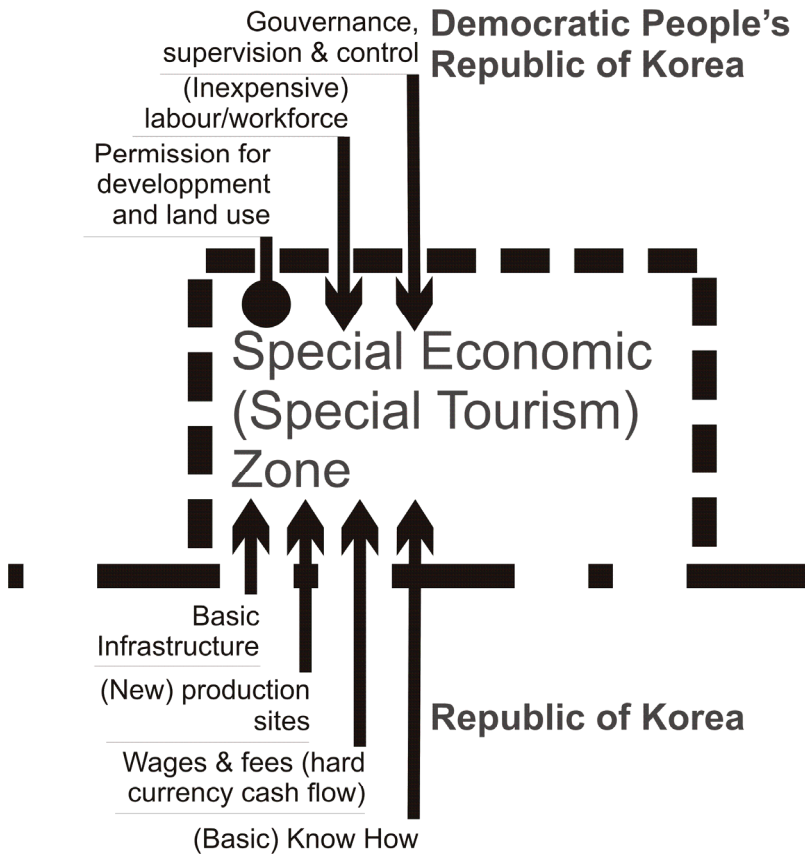 Gouvernance,
supervision & control
Democratic People's
Republic of Korea
(Inexpensive)
labour/workforce
Permission for
developpment
and land use
Special Economic
(Special Tourism)
Zone
Basic
Infrastructure
(New) production
sites
Republic of Korea
Wages & fees (hard
currency cash flow)
(Basic) Know How